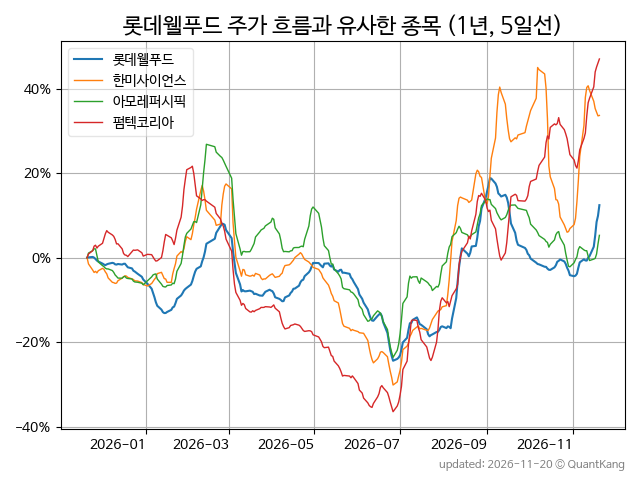 롯데웰푸드 주가 흐름과 유사한 종목 (1년, 5일선)
롯데웰푸드
한미사이언스
아모레퍼시픽
펌텍코리아
40%
20%
0%
−20%
−40%
2026-01
2026-03
2026-05
2026-07
2026-09
2026-11
updated: 2026-11-20 © QuantKang